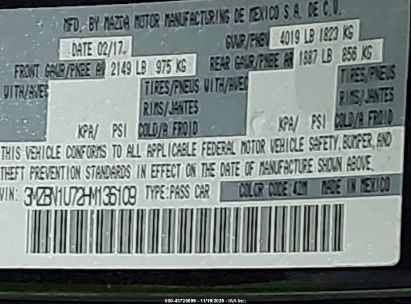 MFD. BY MAZDA MOTOR MANUFACTURING DE MEXICO S.A. DE C.V.
DATE 02/17 GVWR/PNBV 4019 LB 1823 KG
FRONT GAWR/PNBE AV 2149 LB 975 KG REAR GAWR/PNBE AR 1887 LB 856 KG
WITH/AVEC TIRES/PNEUS WITH/AVEC TIRES/PNEUS
RIMS/JANTES RIMS/JANTES
KPA/ PSI COLD/A FROID KPA/ PSI COLD/A FROID
THIS VEHICLE CONFORMS TO ALL APPLICABLE FEDERAL MOTOR VEHICLE SAFETY, BUMPER, AND
THEFT PREVENTION STANDARDS IN EFFECT ON THE DATE OF MANUFACTURE SHOWN ABOVE.
VIN: 3MZBN1U72HM136109 TYPE: PASS CAR COLOR CODE 42M MADE IN MEXICO